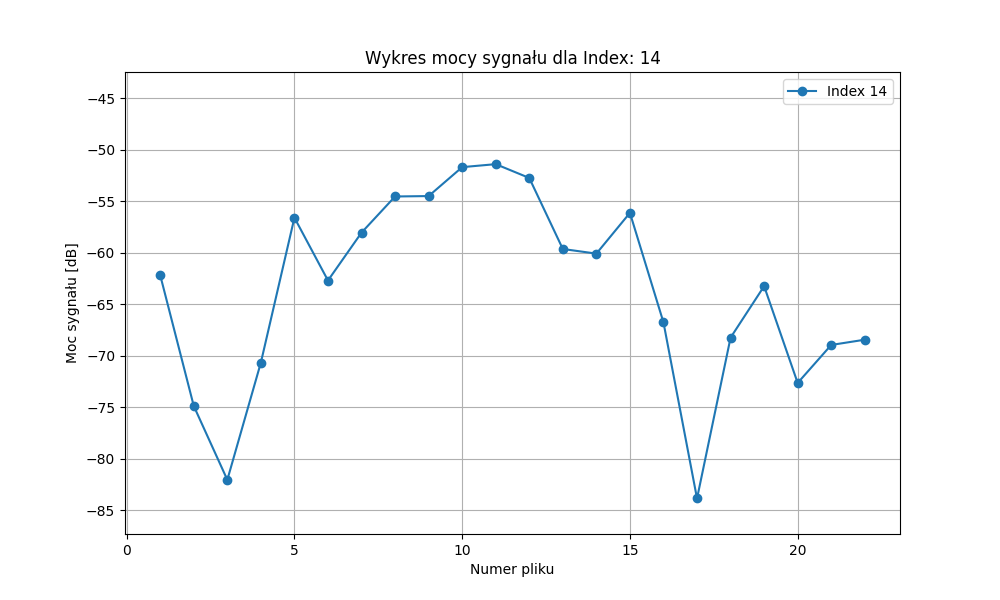 Wykres mocy sygnału dla Index: 14
Index 14
−45
−50
−55
−60
−65
−70
−75
−80
−85
Moc sygnału [dB]
0 5 10 15 20
Numer pliku